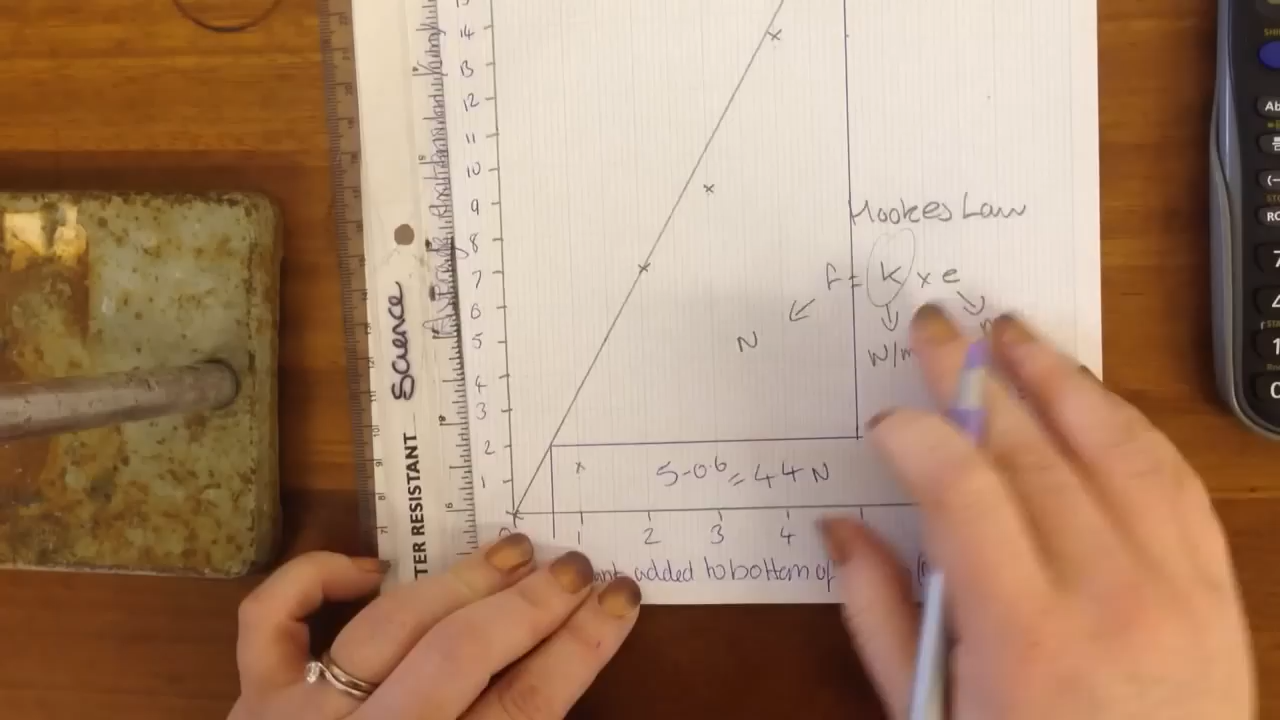 14
13
12
11
10
9
8
7
6
5
4
3
2
1
Hookes Law
F = K x e
N
N/m
5-0.6 = 4.4 N
1 2 3 4
added to bottom of
TER RESISTANT Science